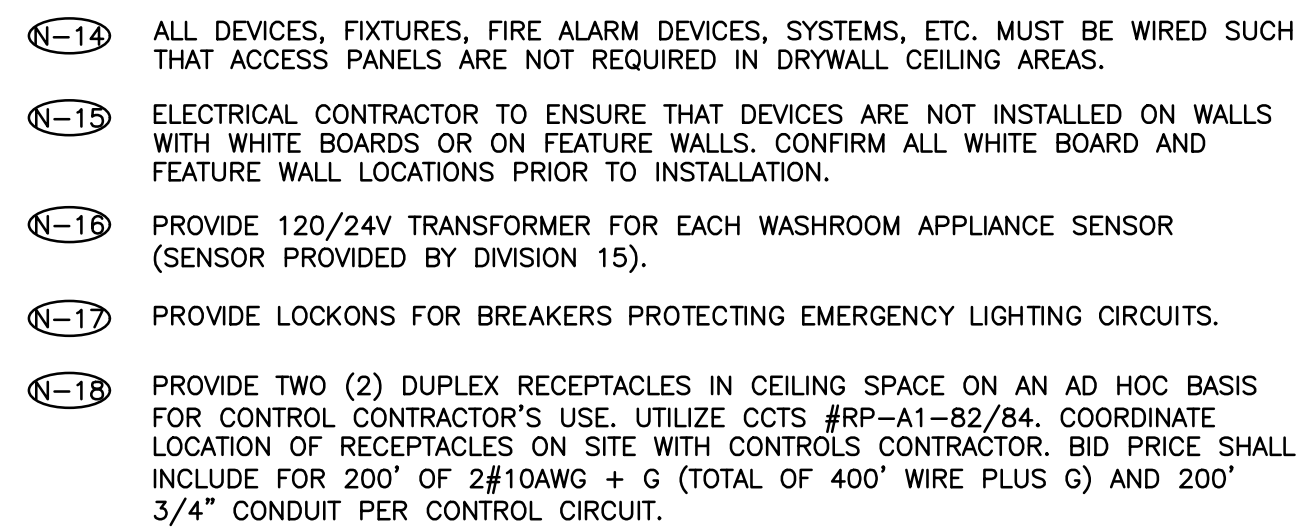 N-14 ALL DEVICES, FIXTURES, FIRE ALARM DEVICES, SYSTEMS, ETC. MUST BE WIRED SUCH
THAT ACCESS PANELS ARE NOT REQUIRED IN DRYWALL CEILING AREAS.
N-15 ELECTRICAL CONTRACTOR TO ENSURE THAT DEVICES ARE NOT INSTALLED ON WALLS
WITH WHITE BOARDS OR ON FEATURE WALLS. CONFIRM ALL WHITE BOARD AND
FEATURE WALL LOCATIONS PRIOR TO INSTALLATION.
N-16 PROVIDE 120/24V TRANSFORMER FOR EACH WASHROOM APPLIANCE SENSOR
(SENSOR PROVIDED BY DIVISION 15).
N-17 PROVIDE LOCKONS FOR BREAKERS PROTECTING EMERGENCY LIGHTING CIRCUITS.
N-18 PROVIDE TWO (2) DUPLEX RECEPTACLES IN CEILING SPACE ON AN AD HOC BASIS
FOR CONTROL CONTRACTOR'S USE. UTILIZE CCTS #RP-A1-82/84. COORDINATE
LOCATION OF RECEPTACLES ON SITE WITH CONTROLS CONTRACTOR. BID PRICE SHALL
INCLUDE FOR 200' OF 2#10AWG + G (TOTAL OF 400' WIRE PLUS G) AND 200'
3/4" CONDUIT PER CONTROL CIRCUIT.